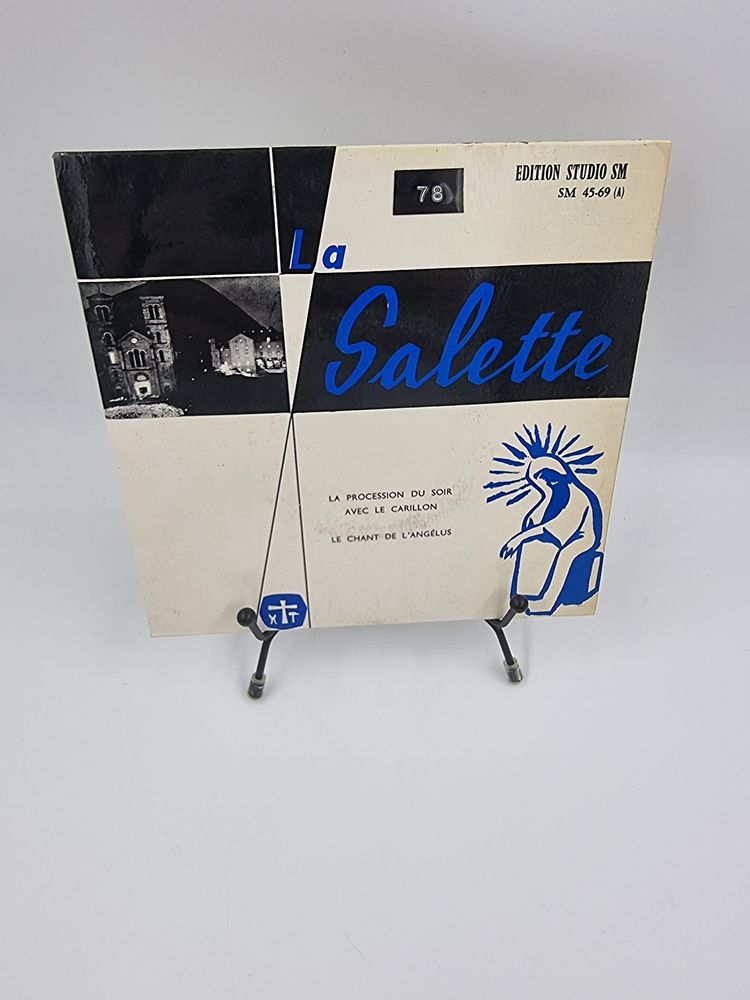 78
EDITION STUDIO SM
SM 45-69 (A)
La
Salette
LA PROCESSION DU SOIR
AVEC LE CARILLON
LE CHANT DE L'ANGÉLUS
X T